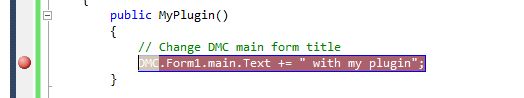 {
public MyPlugin()
{
// Change DMC main form title
DMC.Form1.main.Text += " with my plugin";
}